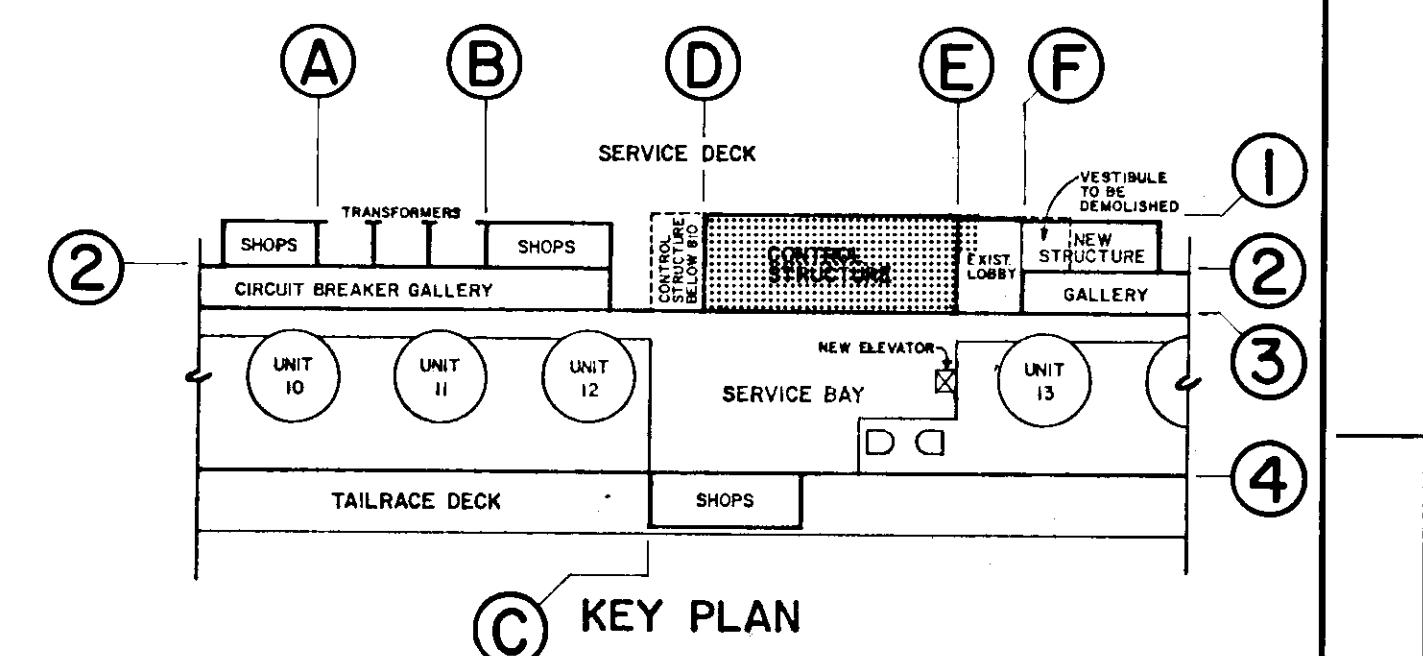 A
B
D
E
F
SERVICE DECK
1
VESTIBULE
TO BE
DEMOLISHED
TRANSFORMERS
2
SHOPS
SHOPS
CONTROL
STRUCTURE
BELOW 810
CONTROL
STRUCTURE
EXIST.
LOBBY
NEW
STRUCTURE
2
CIRCUIT BREAKER GALLERY
GALLERY
3
NEW ELEVATOR
UNIT
10
UNIT
11
UNIT
12
SERVICE BAY
UNIT
13
4
TAILRACE DECK
SHOPS
C
KEY PLAN